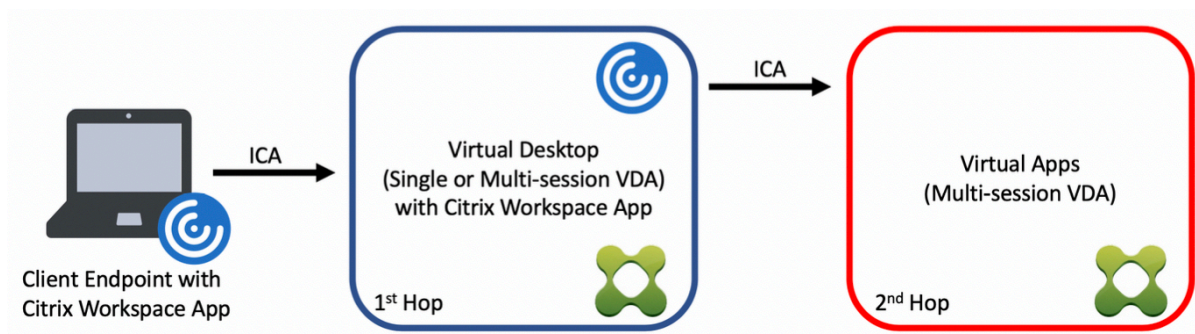 Client Endpoint with
Citrix Workspace App
ICA
Virtual Desktop
(Single or Multi-session VDA)
with Citrix Workspace App
1st Hop
ICA
Virtual Apps
(Multi-session VDA)
2nd Hop